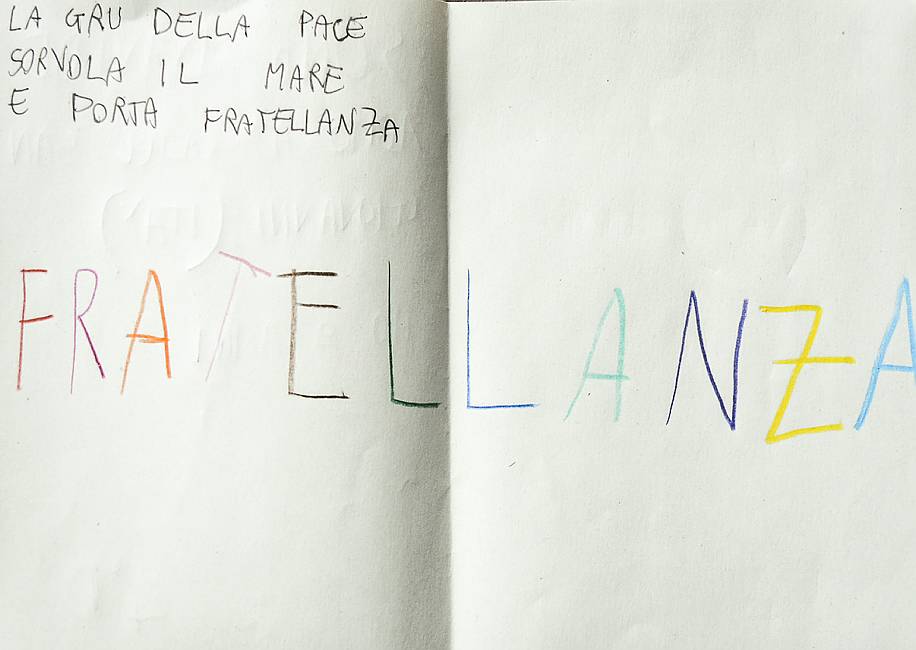 LA GRU DELLA PACE
SORVOLA IL MARE
E PORTA FRATELLANZA
FRATELLANZA